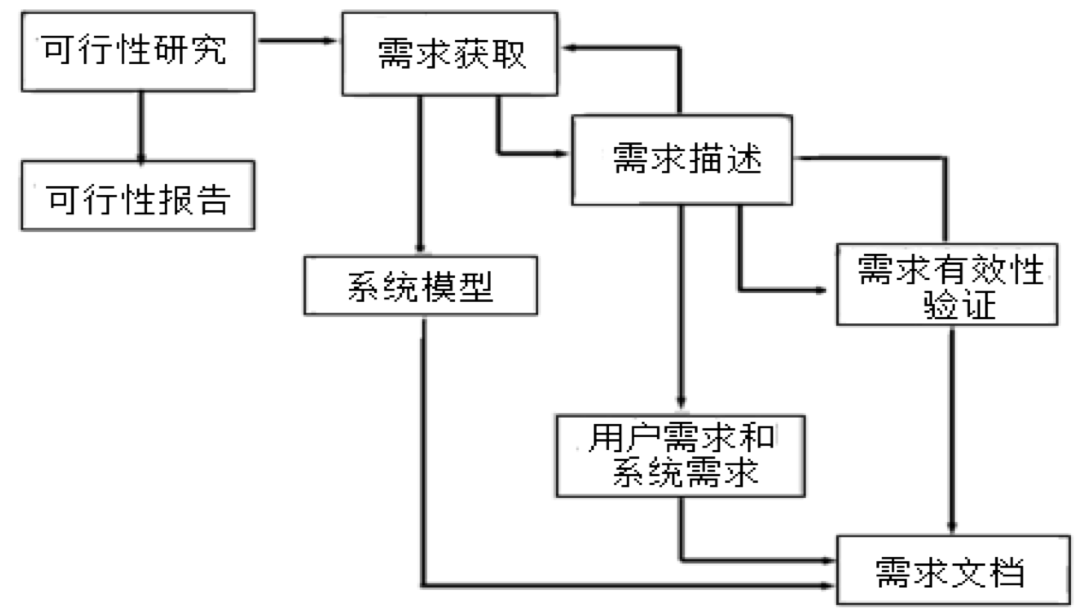 可行性研究
需求获取
需求描述
可行性报告
系统模型
需求有效性
验证
用户需求和
系统需求
需求文档